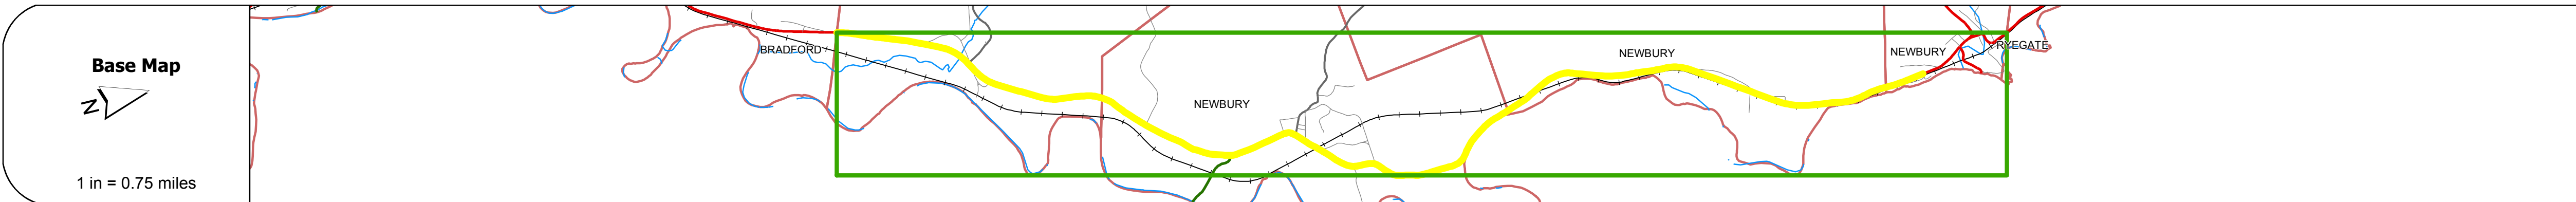 Base Map
N
1 in = 0.75 miles
BRADFORD
NEWBURY
NEWBURY
NEWBURY
RYEGATE